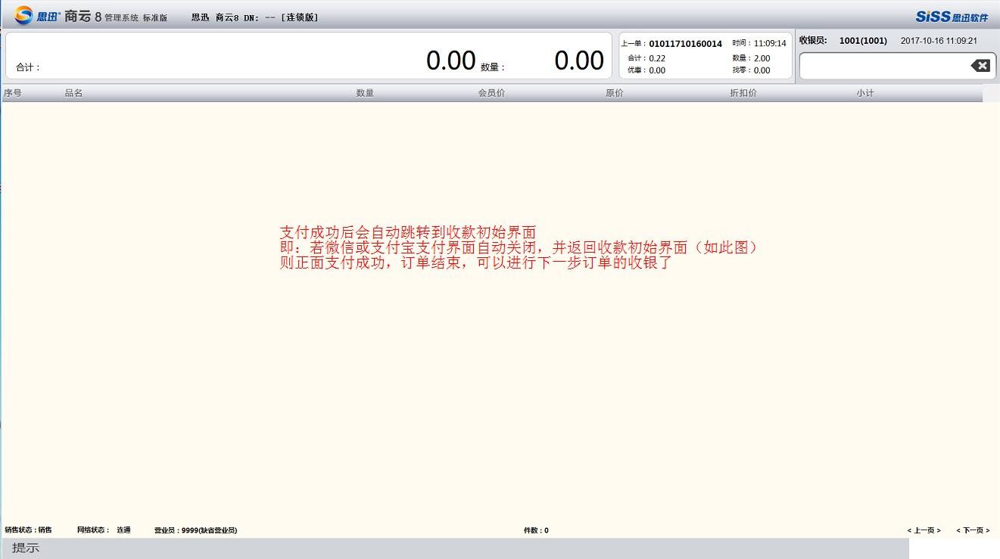 思迅 商云 8 管理系统 标准版 思迅 商云8 DN: -- [连锁版] SiSS 思迅软件
合计： 0.00 数量： 0.00
上一单：01011710160014 时间：11:09:14
合计：0.22 数量：2.00
优惠：0.00 找零：0.00
收银员: 1001(1001) 2017-10-16 11:09:21
序号 品名 数量 会员价 原价 折扣价 小计
支付成功后会自动跳转到收款初始界面
即：若微信或支付宝支付界面自动关闭，并返回收款初始界面（如此图）
则正面支付成功，订单结束，可以进行下一步订单的收银了
销售状态：销售 网络状态： 连通 营业员：9999(缺省营业员) 件数：0 < 上一页 > < 下一页 >
提示